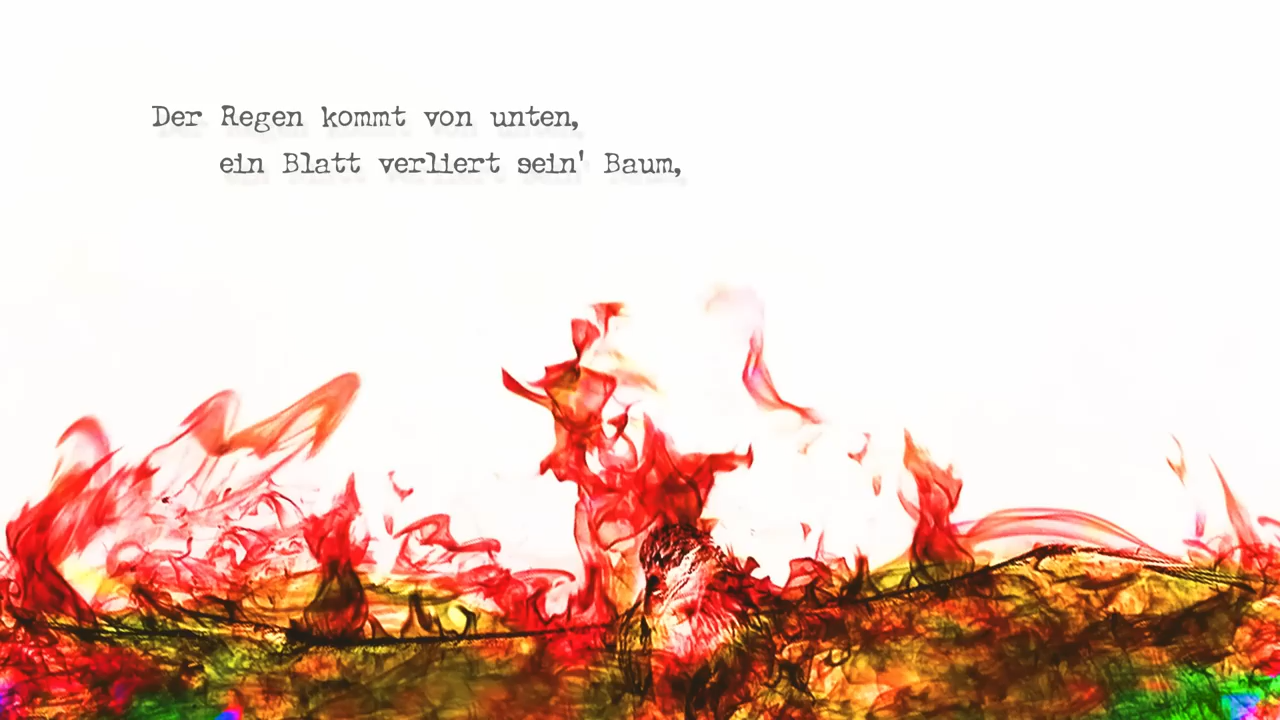 Der Regen kommt von unten,
ein Blatt verliert sein' Baum,